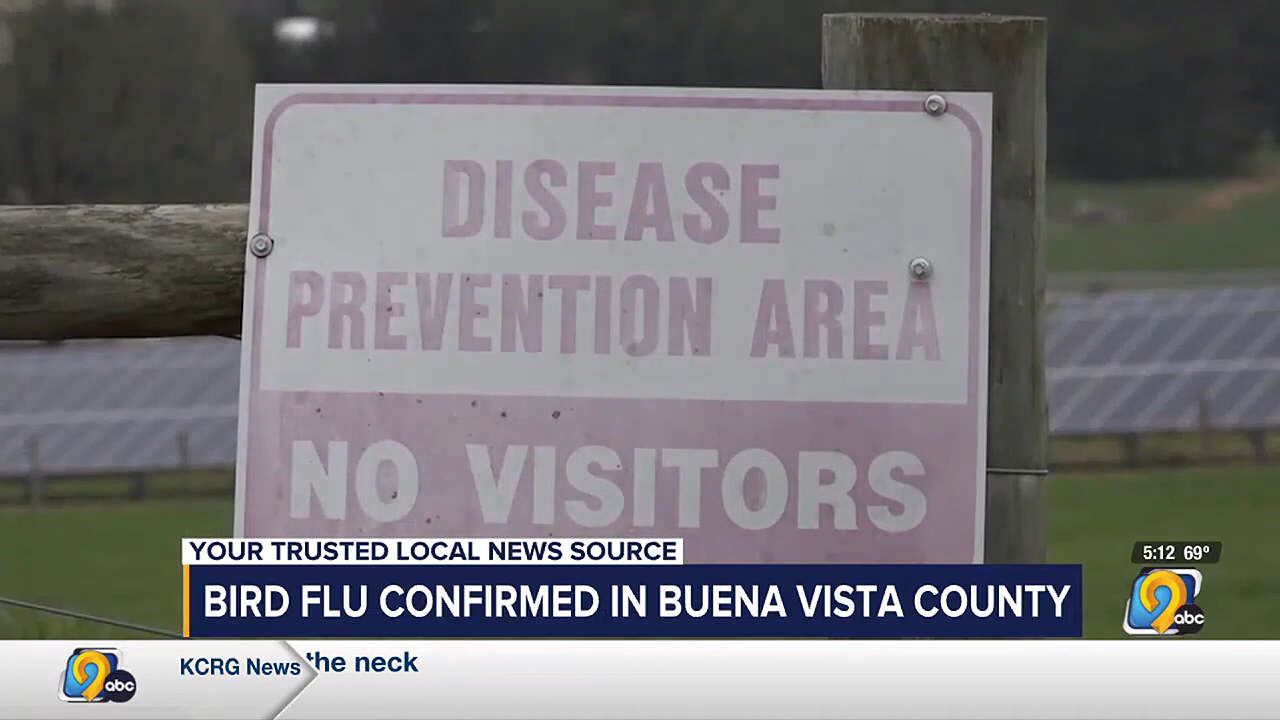 DISEASE
PREVENTION AREA
NO VISITORS
YOUR TRUSTED LOCAL NEWS SOURCE
BIRD FLU CONFIRMED IN BUENA VISTA COUNTY
5:12 69°
9 abc
9 abc
KCRG News
the neck